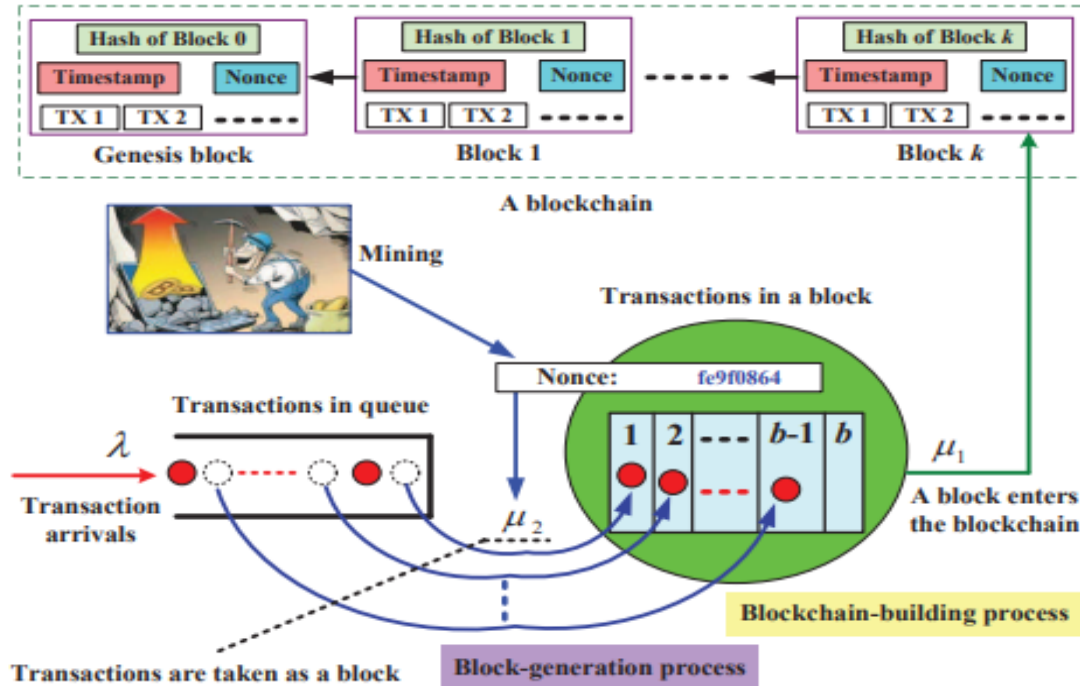 Hash of Block 0
Timestamp Nonce
TX 1 TX 2
Genesis block
Hash of Block 1
Timestamp Nonce
TX 1 TX 2
Block 1
Hash of Block k
Timestamp Nonce
TX 1 TX 2
Block k
A blockchain
Mining
Transactions in a block
Nonce: fe9f0864
Transactions in queue
1 2 b-1 b
λ
μ1
Transaction
arrivals
A block enters
the blockchain
μ2
Blockchain-building process
Transactions are taken as a block
Block-generation process